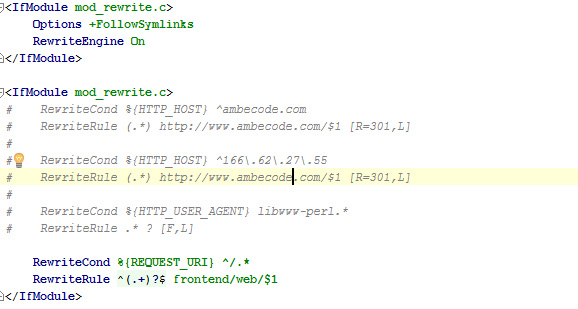 <IfModule mod_rewrite.c>
Options +FollowSymlinks
RewriteEngine On
</IfModule>
<IfModule mod_rewrite.c>
# RewriteCond %{HTTP_HOST} ^ambecode.com
# RewriteRule (.*) http://www.ambecode.com/$1 [R=301,L]
#
# RewriteCond %{HTTP_HOST} ^166\.62\.27\.55
# RewriteRule (.*) http://www.ambecode.com/$1 [R=301,L]
#
# RewriteCond %{HTTP_USER_AGENT} libwww-perl.*
# RewriteRule .* ? [F,L]
RewriteCond %{REQUEST_URI} ^/.*
RewriteRule ^(.+)?$ frontend/web/$1
</IfModule>